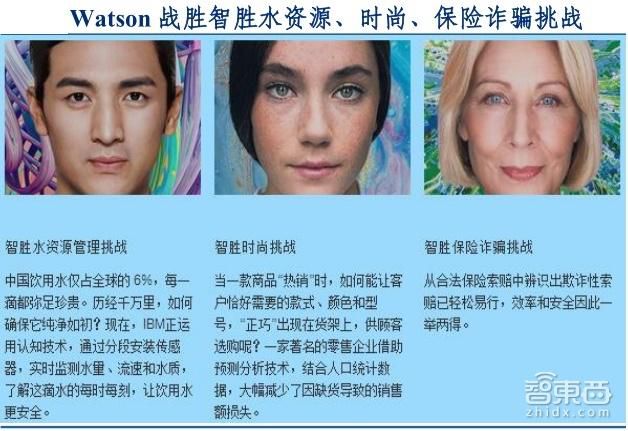 Watson 战胜智胜水资源、时尚、保险诈骗挑战
智胜水资源管理挑战
中国饮用水仅占全球的 6%，每一
滴都弥足珍贵。历经千万里，如何
确保它纯净如初？现在，IBM正运
用认知技术，通过分段安装传感
器，实时监测水量、流速和水质，
了解这滴水的每时每刻，让饮用水
更安全。
智胜时尚挑战
当一款商品“热销”时，如何能让客
户恰好需要的款式、颜色和型
号，“正巧”出现在货架上，供顾客
选购呢？一家著名的零售企业借助
预测分析技术，结合人口统计数
据，大幅减少了因缺货导致的销售
额损失。
智胜保险诈骗挑战
从合法保险索赔中辨识出欺诈性索
赔已轻松易行，效率和安全因此一
举两得。
智東西
zhidx.com